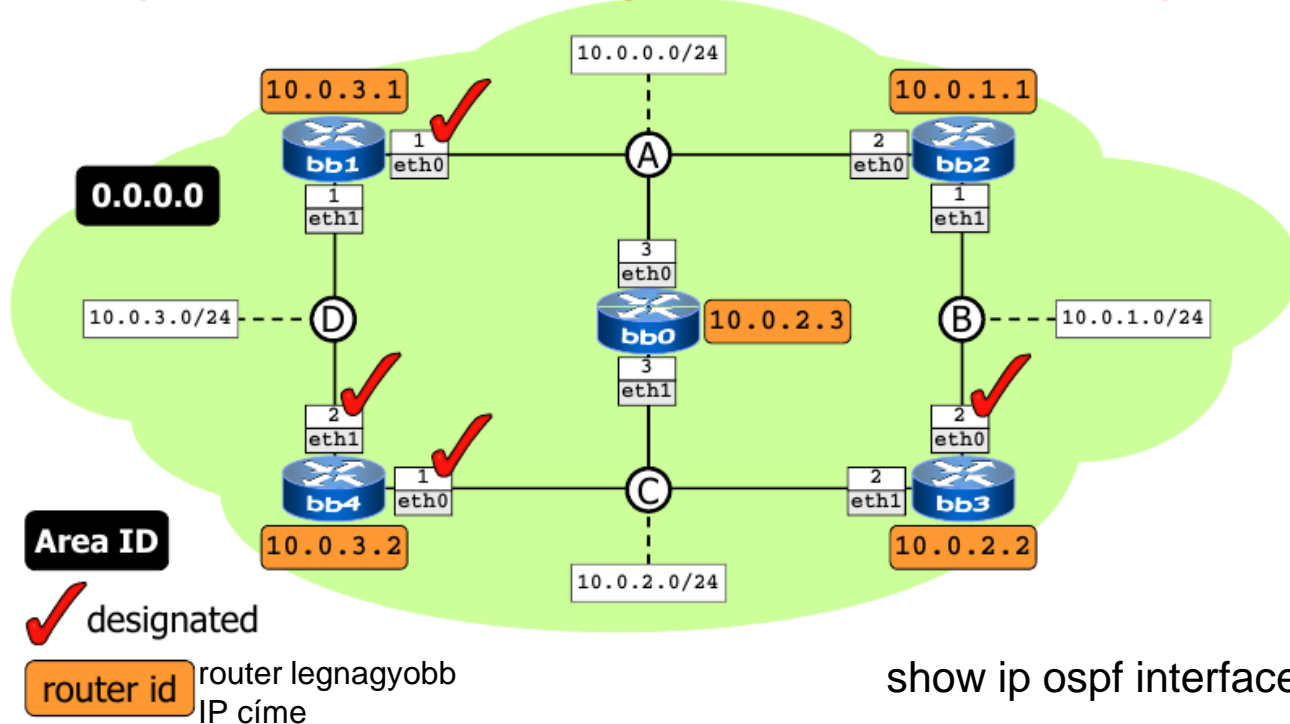 10.0.0.0/24
10.0.3.1
10.0.1.1
1
eth0
A
2
eth0
bb1
bb2
0.0.0.0
1
eth1
1
eth1
3
eth0
10.0.3.0/24
D
bb0
10.0.2.3
B
10.0.1.0/24
3
eth1
2
eth1
2
eth0
1
eth0
C
2
eth1
bb4
bb3
Area ID
10.0.3.2
10.0.2.2
10.0.2.0/24
designated
router id
router legnagyobb
IP címe
show ip ospf interface